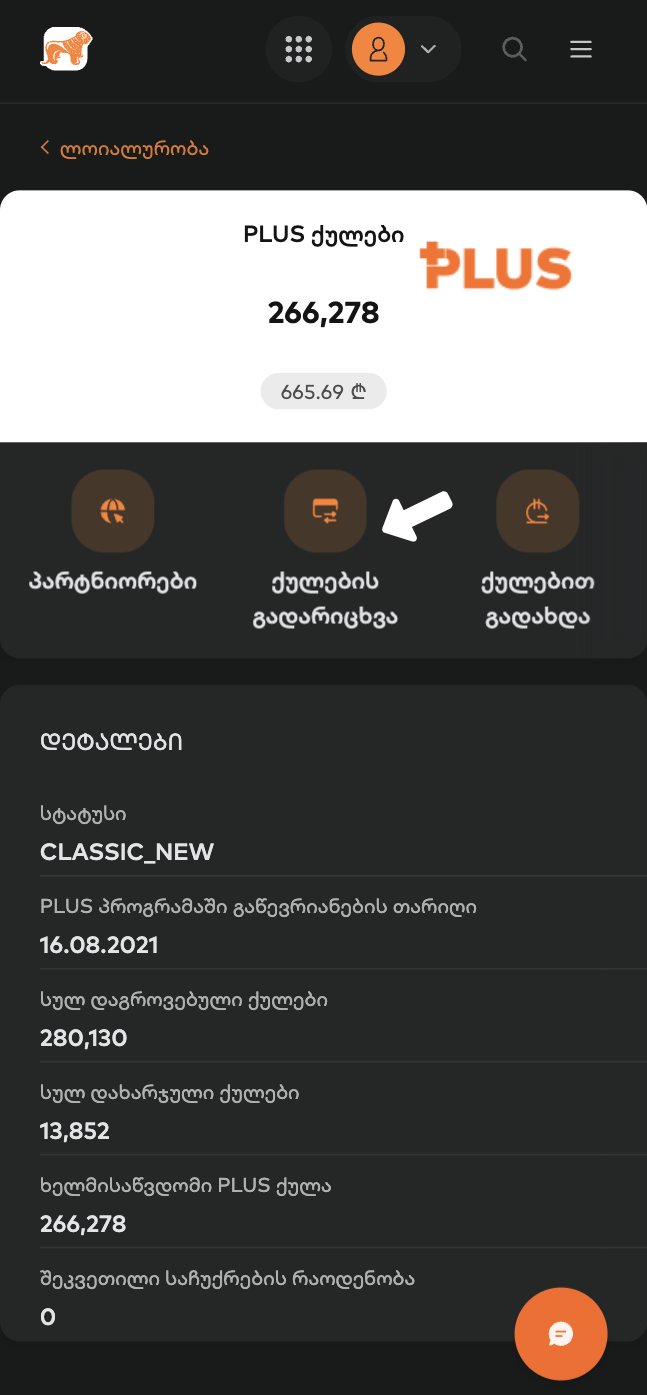 ლოიალურობა
PLUS ქულები
PLUS
266,278
665.69 ₾
პარტნიორები
ქულების
გადარიცხვა
ქულებით
გადახდა
დეტალები
სტატუსი
CLASSIC_NEW
PLUS პროგრამაში გაწევრიანების თარიღი
16.08.2021
სულ დაგროვებული ქულები
280,130
სულ დახარჯული ქულები
13,852
ხელმისაწვდომი PLUS ქულა
266,278
შეკვეთილი საჩუქრების რაოდენობა
0